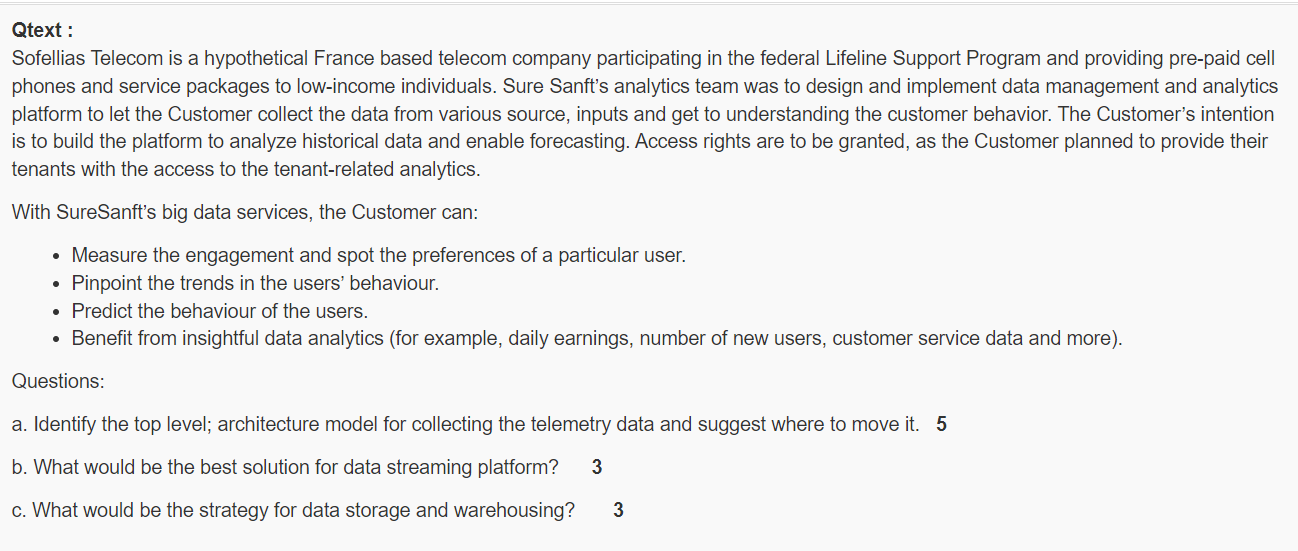 Qtext :
Sofellias Telecom is a hypothetical France based telecom company participating in the federal Lifeline Support Program and providing pre-paid cell
phones and service packages to low-income individuals. Sure Sanft’s analytics team was to design and implement data management and analytics
platform to let the Customer collect the data from various source, inputs and get to understanding the customer behavior. The Customer’s intention
is to build the platform to analyze historical data and enable forecasting. Access rights are to be granted, as the Customer planned to provide their
tenants with the access to the tenant-related analytics.
With SureSanft’s big data services, the Customer can:
• Measure the engagement and spot the preferences of a particular user.
• Pinpoint the trends in the users’ behaviour.
• Predict the behaviour of the users.
• Benefit from insightful data analytics (for example, daily earnings, number of new users, customer service data and more).
Questions:
a. Identify the top level; architecture model for collecting the telemetry data and suggest where to move it. 5
b. What would be the best solution for data streaming platform? 3
c. What would be the strategy for data storage and warehousing? 3